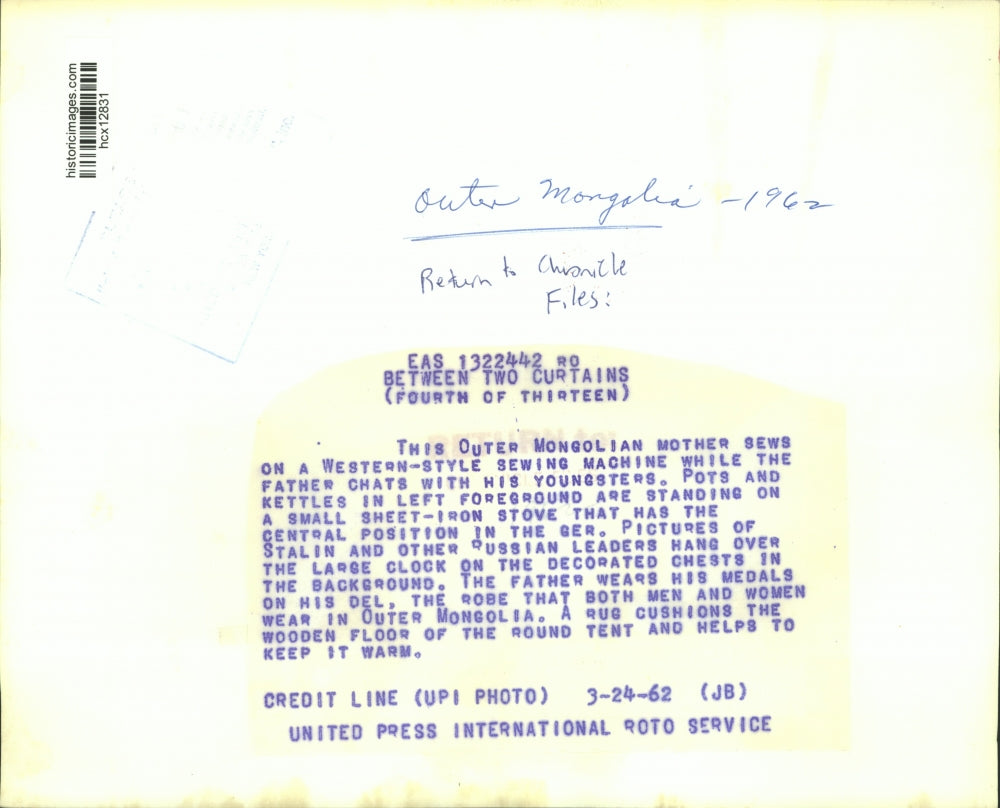 historicimages.com
hcx12831
Outer Mongolia - 1962
Return to Chronicle
Files:
EAS 1322442 RO
BETWEEN TWO CURTAINS
(FOURTH OF THIRTEEN)
RETURN to:
THIS OUTER MONGOLIAN MOTHER SEWS
ON A WESTERN-STYLE SEWING MACHINE WHILE THE
FATHER CHATS WITH HIS YOUNGSTERS. POTS AND
KETTLES IN LEFT FOREGROUND ARE STANDING ON
A SMALL SHEET-IRON STOVE THAT HAS THE
CENTRAL POSITION IN THE GER. PICTURES OF
STALIN AND OTHER RUSSIAN LEADERS HANG OVER
THE LARGE CLOCK ON THE DECORATED CHESTS IN
THE BACKGROUND. THE FATHER WEARS HIS MEDALS
ON HIS DEL, THE ROBE THAT BOTH MEN AND WOMEN
WEAR IN OUTER MONGOLIA. A RUG CUSHIONS THE
WOODEN FLOOR OF THE ROUND TENT AND HELPS TO
KEEP IT WARM.
CREDIT LINE (UPI PHOTO) 3-24-62 (JB)
UNITED PRESS INTERNATIONAL ROTO SERVICE